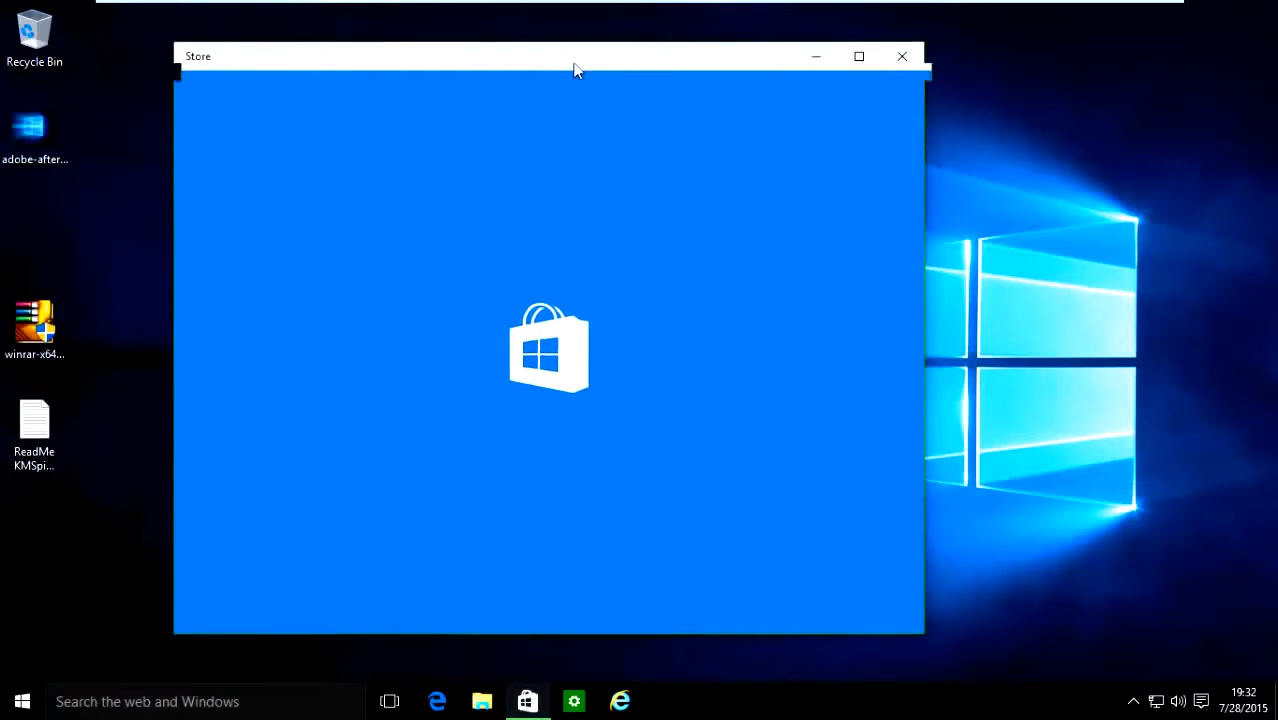 Recycle Bin
adobe-after...
winrar-x64...
ReadMe
KMSpi...
Store
Search the web and Windows
19:32
7/28/2015